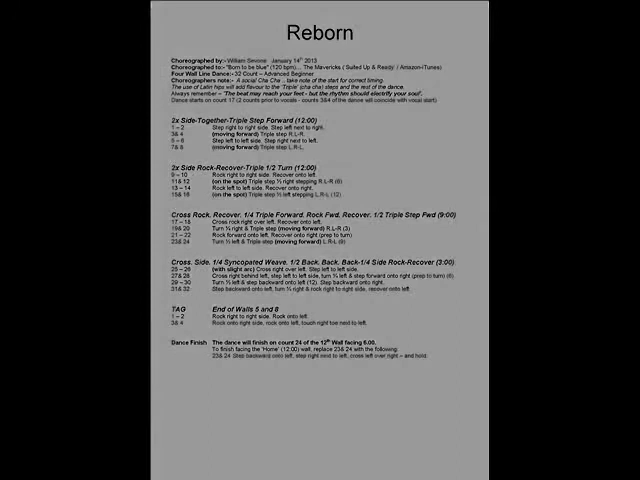 Reborn
Choreographed by:- William Sevone January 14th 2013
Choreographed to:- "Born to be blue" (120 bpm)... The Mavericks ('Suited Up & Ready' / Amazon-iTunes)
Four Wall Line Dance:- 32 Count – Advanced Beginner
Choreographers note:- A social Cha Cha .. take note of the start for correct timing.
The use of Latin hips will add flavour to the 'Triple' (cha cha) steps and the rest of the dance.
Always remember – 'The beat may reach your feet - but the rhythm should electrify your soul'.
Dance starts on count 17 (2 counts prior to vocals - counts 3&4 of the dance will coincide with vocal start)
2x Side-Together-Triple Step Forward (12:00)
1 – 2 Step right to right side. Step left next to right.
3& 4 (moving forward) Triple step R.L-R.
5 – 6 Step left to left side. Step right next to left.
7& 8 (moving forward) Triple step L.R-L.
2x Side Rock-Recover-Triple 1/2 Turn (12:00)
9 – 10 Rock right to right side. Recover onto left.
11& 12 (on the spot) Triple step ½ right stepping R.L-R (6)
13 – 14 Rock left to left side. Recover onto right.
15& 16 (on the spot) Triple step ½ left stepping L.R-L (12)
Cross Rock. Recover. 1/4 Triple Forward. Rock Fwd. Recover. 1/2 Triple Step Fwd (9:00)
17 – 18 Cross rock right over left. Recover onto left.
19& 20 Turn ¼ right & Triple step (moving forward) R.L-R (3)
21 – 22 Rock forward onto left. Recover onto right (prep to turn)
23& 24 Turn ½ left & Triple step (moving forward) L.R-L (9)
Cross. Side. 1/4 Syncopated Weave. 1/2 Back. Back. Back-1/4 Side Rock-Recover (3:00)
25 – 26 (with slight arc) Cross right over left. Step left to left side.
27& 28 Cross right behind left, step left to left side, turn ¼ left & step forward onto right (prep to turn) (6)
29 – 30 Turn ½ left & step backward onto left (12). Step backward onto right.
31& 32 Step backward onto left, turn ¼ right & rock right to right side, recover onto left.
TAG End of Walls 5 and 8
1 – 2 Rock right to right side. Rock onto left.
3& 4 Rock onto right side, rock onto left, touch right toe next to left.
Dance Finish The dance will finish on count 24 of the 12th Wall facing 6.00.
To finish facing the 'Home' (12:00) wall, replace 23& 24 with the following:
23& 24 Step backward onto left, step right next to left, cross left over right – and hold